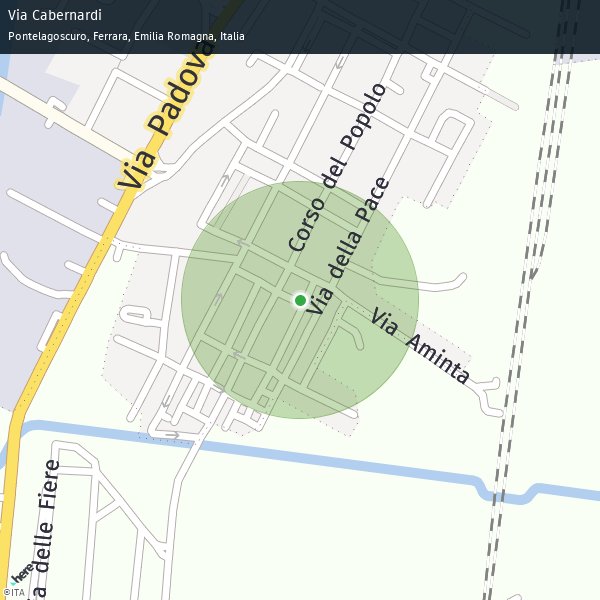 Via Cabernardi
Pontelagoscuro, Ferrara, Emilia Romagna, Italia
Via Padova
Corso del Popolo
Via della Pace
Via Aminta
a delle Fiere
here
©ITA